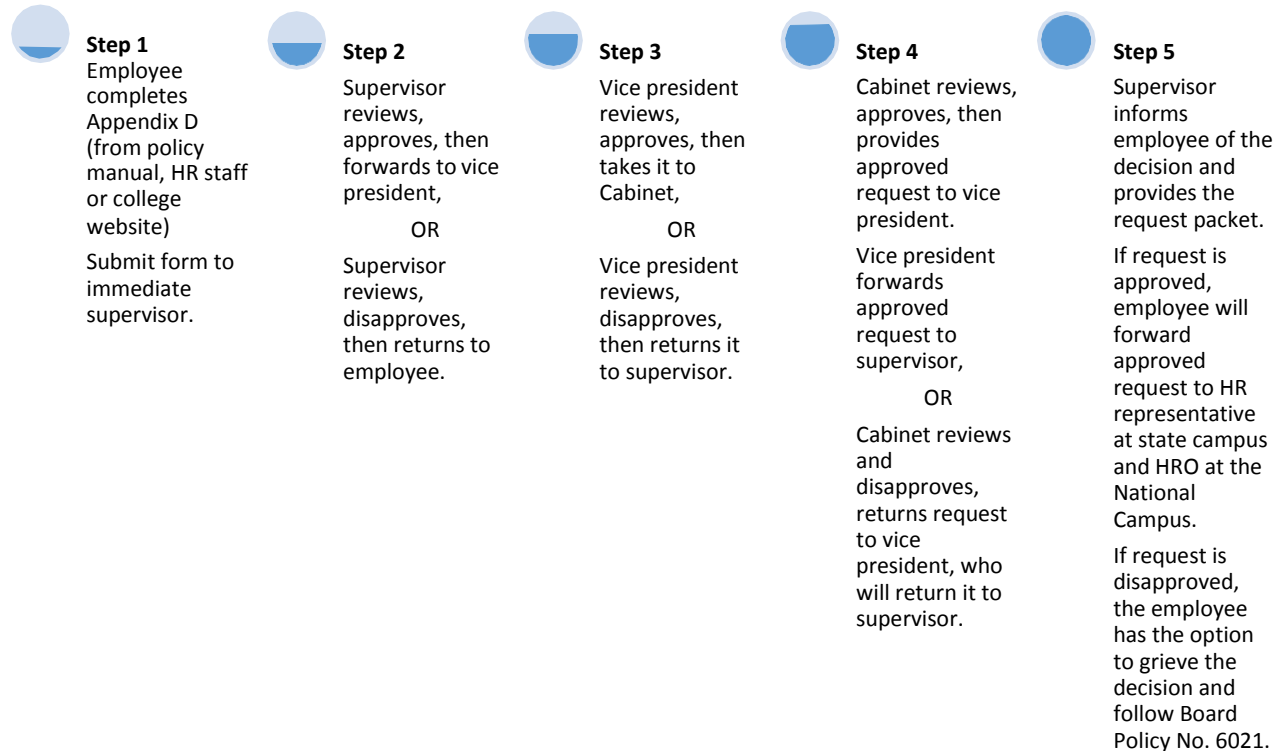 Step 1
Employee
completes
Appendix D
(from policy
manual, HR staff
or college
website)
Submit form to
immediate
supervisor.
Step 2
Supervisor
reviews,
approves, then
forwards to vice
president,
OR
Supervisor
reviews,
disapproves,
then returns to
employee.
Step 3
Vice president
reviews,
approves, then
takes it to
Cabinet,
OR
Vice president
reviews,
disapproves,
then returns it
to supervisor.
Step 4
Cabinet reviews,
approves, then
provides
approved
request to vice
president.
Vice president
forwards
approved
request to
supervisor,
OR
Cabinet reviews
and
disapproves,
returns request
to vice
president, who
will return it to
supervisor.
Step 5
Supervisor
informs
employee of the
decision and
provides the
request packet.
If request is
approved,
employee will
forward
approved
request to HR
representative
at state campus
and HRO at the
National
Campus.
If request is
disapproved,
the employee
has the option
to grieve the
decision and
follow Board
Policy No. 6021.